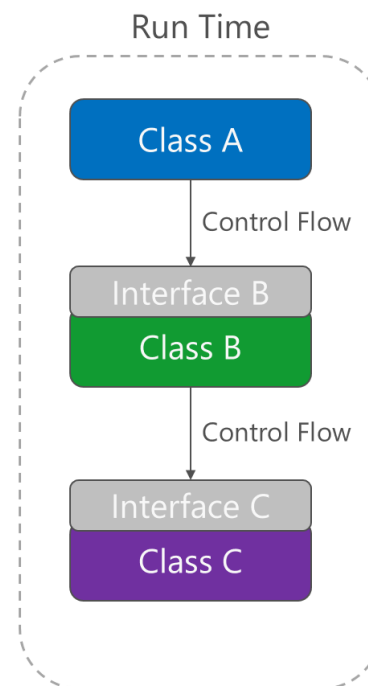 Run Time
Class A
Control Flow
Interface B
Class B
Control Flow
Interface C
Class C